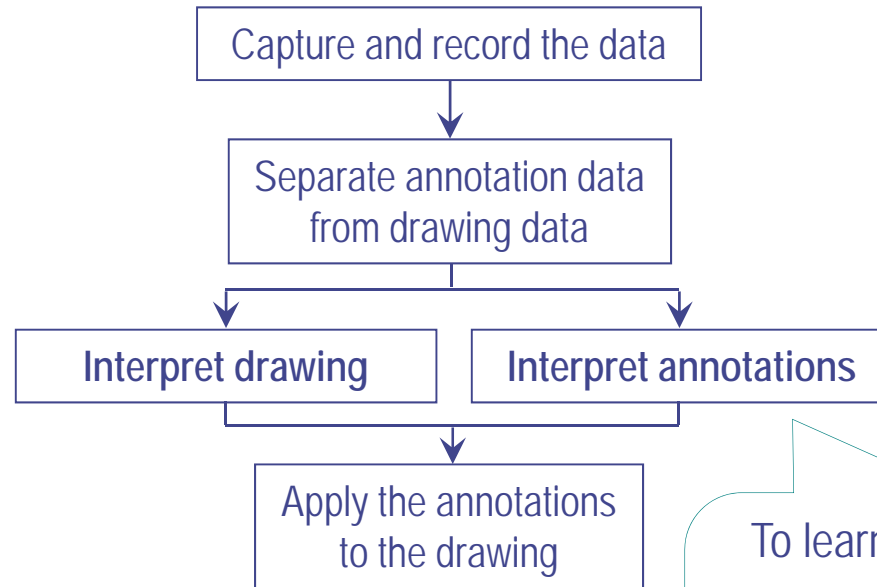 Capture and record the data
Separate annotation data
from drawing data
Interpret drawing
Interpret annotations
Apply the annotations
to the drawing
To learn